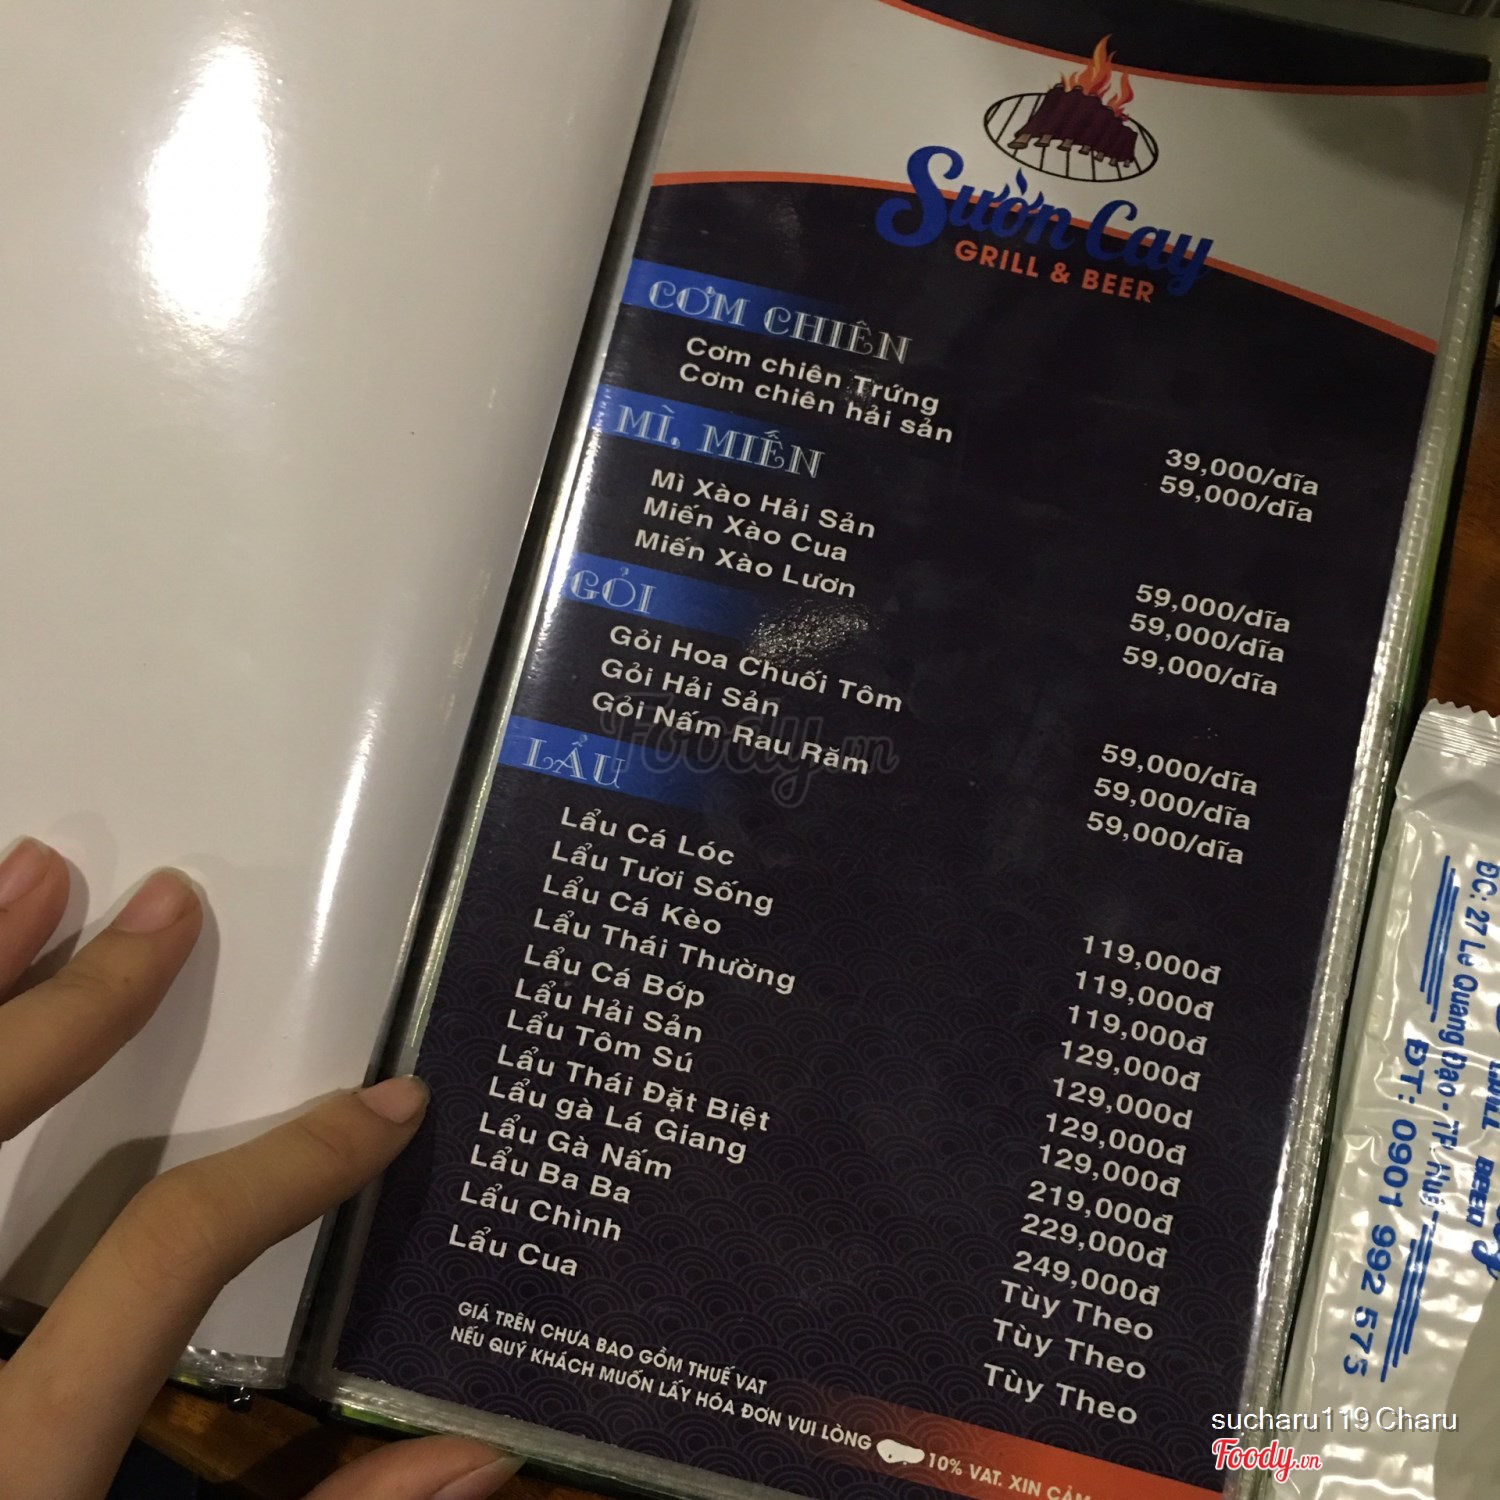 Sườn Cay
GRILL & BEER
CƠM CHIÊN
Cơm chiên Trứng 39,000/dĩa
Cơm chiên hải sản 59,000/dĩa
MÌ, MIẾN
Mì Xào Hải Sản 59,000/dĩa
Miến Xào Cua 59,000/dĩa
Miến Xào Lươn 59,000/dĩa
GỎI
Gỏi Hoa Chuối Tôm 59,000/dĩa
Gỏi Hải Sản 59,000/dĩa
Gỏi Nấm Rau Răm 59,000/dĩa
LẨU
Lẩu Cá Lóc 119,000đ
Lẩu Tươi Sống 119,000đ
Lẩu Cá Kèo 119,000đ
Lẩu Thái Thường 129,000đ
Lẩu Cá Bớp 129,000d
Lẩu Hải Sản 129,000đ
Lẩu Tôm Sú 129,000đ
Lẩu Thái Đặt Biệt 219,000đ
Lẩu gà Lá Giang 229,000đ
Lẩu Gà Nấm 249,000đ
Lẩu Ba Ba Tùy Theo
Lẩu Chình Tùy Theo
Lẩu Cua Tùy Theo
GIÁ TRÊN CHƯA BAO GỒM THUẾ VAT
NẾU QUÝ KHÁCH MUỐN LẤY HÓA ĐƠN VUI LÒNG 10% VAT. XIN CẢM
Foody.vn
ĐC: 27 Lê Quang Đạo - TP. Huế
ĐT: 0901 992 575
BEER
sucharu119 Charu
Foody.vn